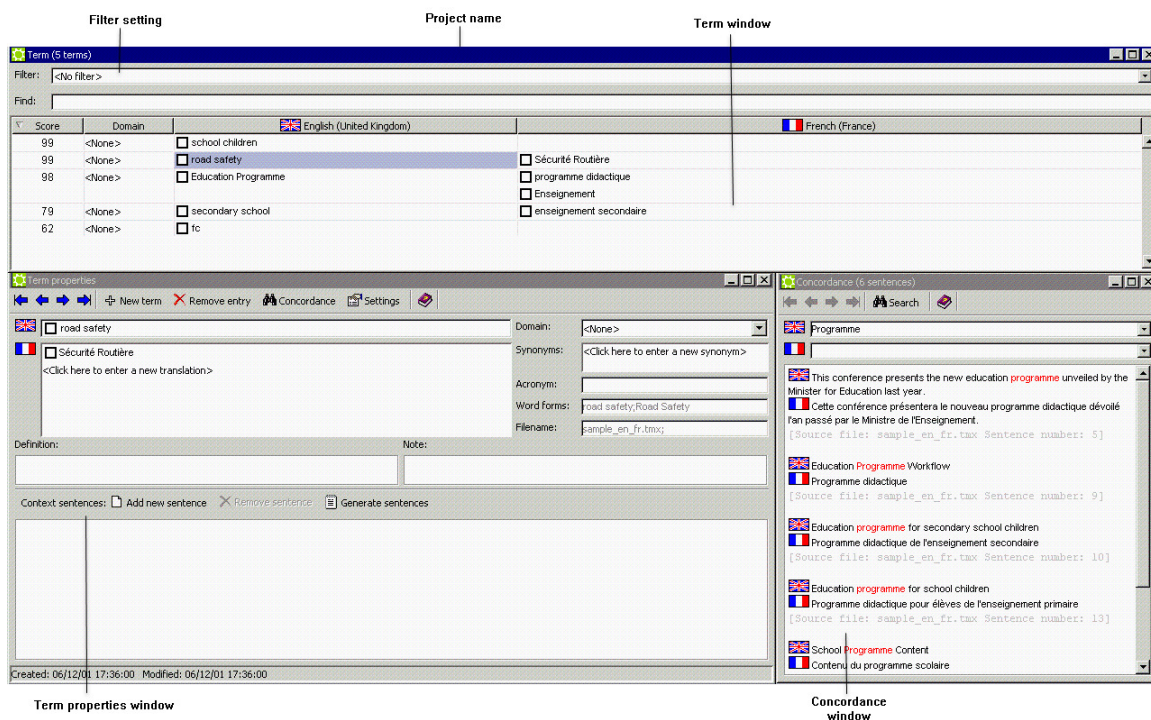 Filter setting
Project name
Term window
Term (5 terms)
Filter: <No filter>
Find:
Score Domain English (United Kingdom) French (France)
99 <None> school children
99 <None> road safety Sécurité Routière
98 <None> Education Programme programme didactique
Enseignement
79 <None> secondary school enseignement secondaire
62 <None> fc
Term properties
New term Remove entry Concordance Settings
road safety
Sécurité Routière
<Click here to enter a new translation>
Domain: <None>
Synonyms: <Click here to enter a new synonym>
Acronym:
Word forms: road safety;Road Safety
Filename: sample_en_fr.tmx;
Definition: Note:
Context sentences: Add new sentence Remove sentence Generate sentences
Created: 06/12/01 17:36:00 Modified: 06/12/01 17:36:00
Concordance (6 sentences)
Search
Programme
This conference presents the new education programme unveiled by the
Minister for Education last year.
Cette conférence présentera le nouveau programme didactique dévoilé
l'an passé par le Ministre de l'Enseignement.
[Source file: sample_en_fr.tmx Sentence number: 5]
Education Programme Workflow
Programme didactique
[Source file: sample_en_fr.tmx Sentence number: 9]
Education programme for secondary school children
Programme didactique de l'enseignement secondaire
[Source file: sample_en_fr.tmx Sentence number: 10]
Education programme for school children
Programme didactique pour élèves de l'enseignement primaire
[Source file: sample_en_fr.tmx Sentence number: 13]
School Programme Content
Contenu du programme scolaire
Term properties window
Concordance
window